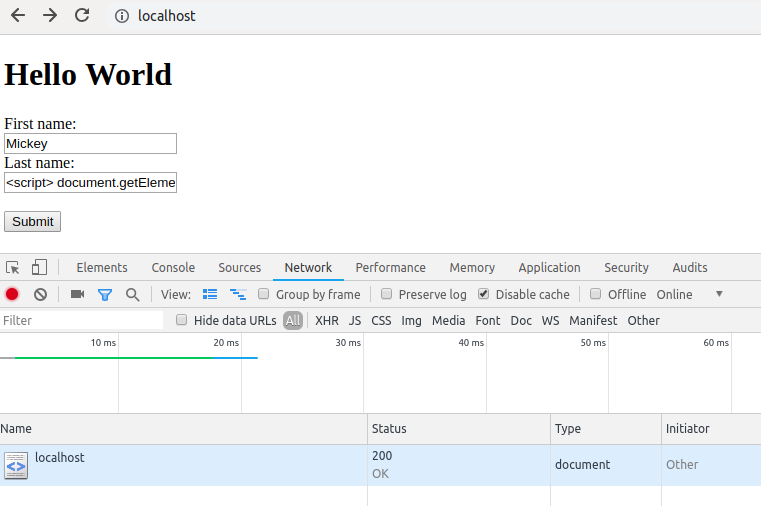 localhost
Hello World
First name:
Mickey
Last name:
<script> document.getEleme
Submit
Elements Console Sources Network Performance Memory Application Security Audits
View: Group by frame Preserve log Disable cache Offline Online
Filter Hide data URLs All XHR JS CSS Img Media Font Doc WS Manifest Other
10 ms 20 ms 30 ms 40 ms 50 ms 60 ms
Name Status Type Initiator
localhost 200 document Other
OK